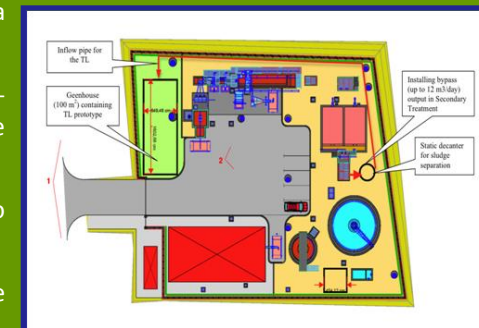 a
Inflow pipe for
the TL
Geenhouse
(100 m²) containing
TL prototype
Installing bypass
(up to 12 m3/day)
output in Secondary
Treatment
Static decanter
for sludge
separation
1
2
e
o
e